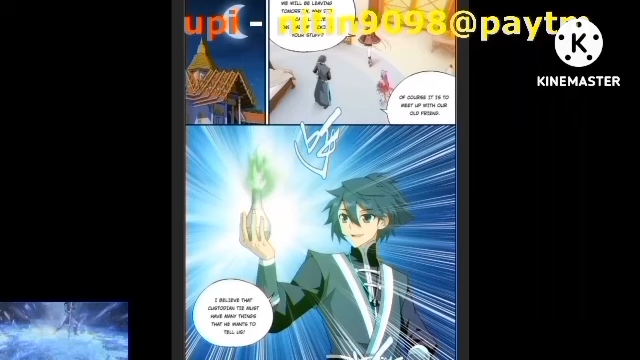 upi - nitin9098@paytm
WE WILL BE LEAVING
YOUR STUFF?
OF COURSE IT IS TO
MEET UP WITH OUR
OLD FRIEND.
K
KINEMASTER
I BELIEVE THAT
CUSTODIAN TIE MUST
HAVE MANY THINGS
THAT HE WANTS TO
TELL US!